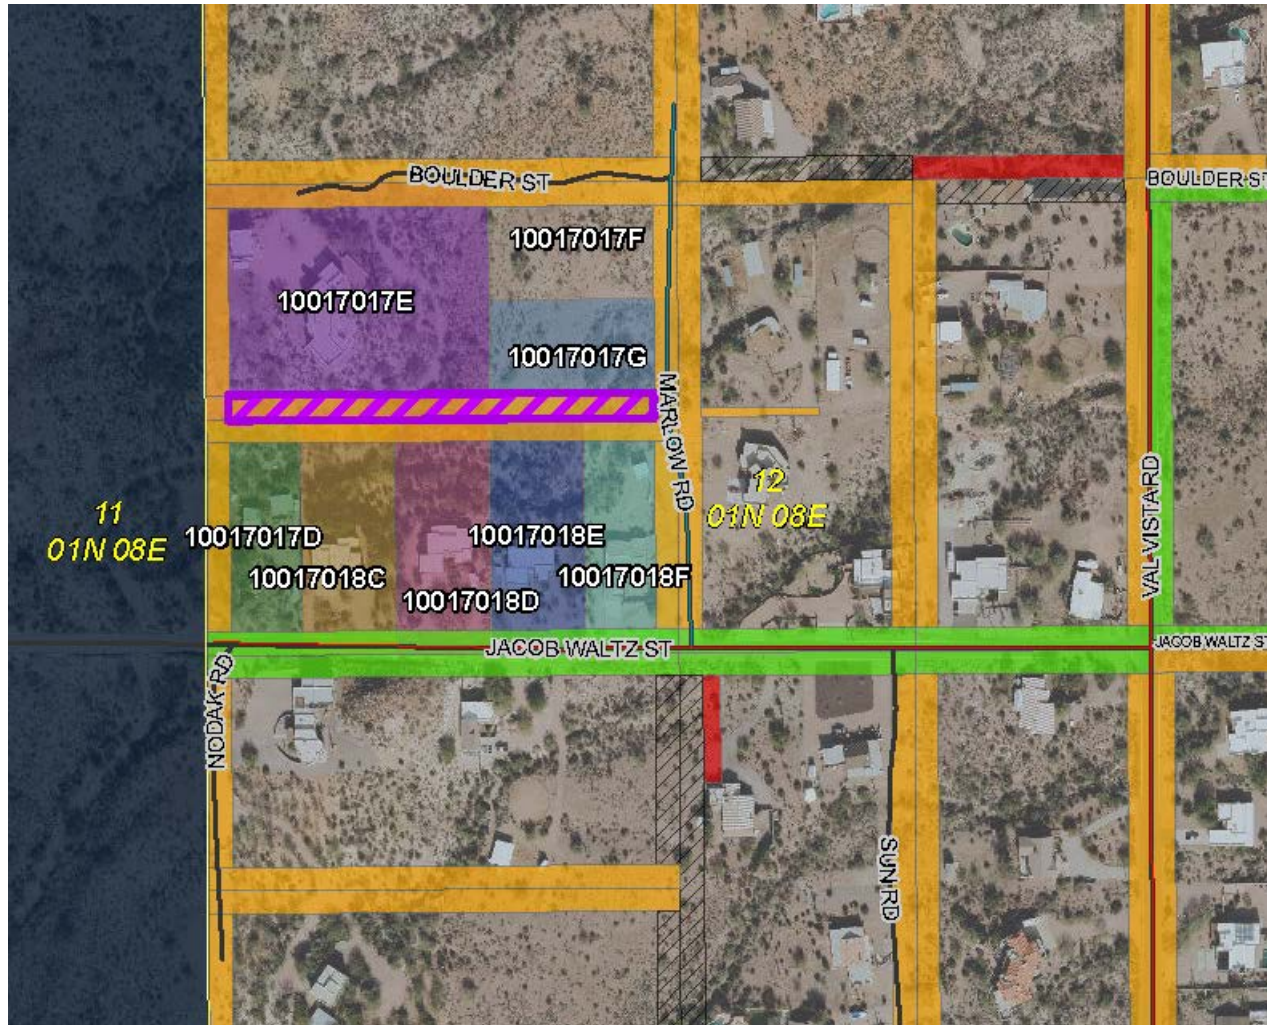 BOULDER ST
BOULDER ST
10017017F
10017017E
10017017G
MARLOW RD
12
01N 08E
11
01N 08E
VAL VISTA RD
10017017D
10017018E
10017018C
10017018F
10017018D
JACOB WALTZ ST
JACOB WALTZ ST
NODAK RD
SUN RD